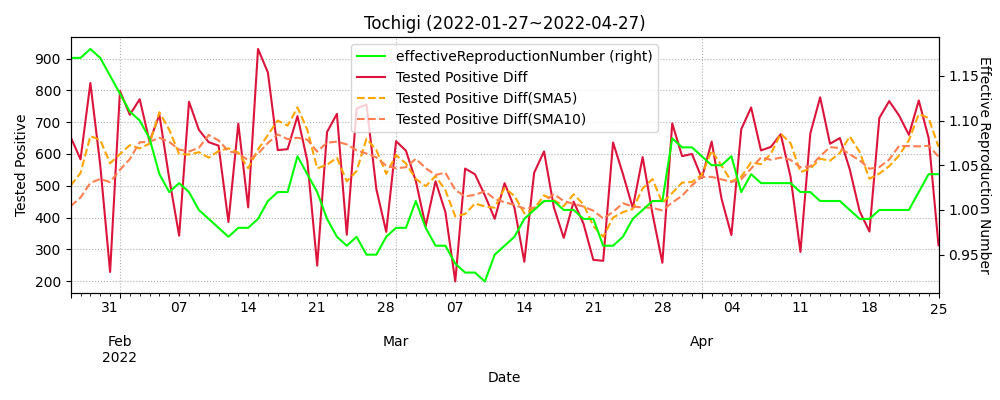 Tochigi (2022-01-27~2022-04-27)
effectiveReproductionNumber (right)
Tested Positive Diff
Tested Positive Diff(SMA5)
Tested Positive Diff(SMA10)
Tested Positive
900
800
700
600
500
400
300
200
Effective Reproduction Number
1.15
1.10
1.05
1.00
0.95
31 07 14 21 28 07 14 21 28 04 11 18 25
Feb Mar Apr
2022
Date